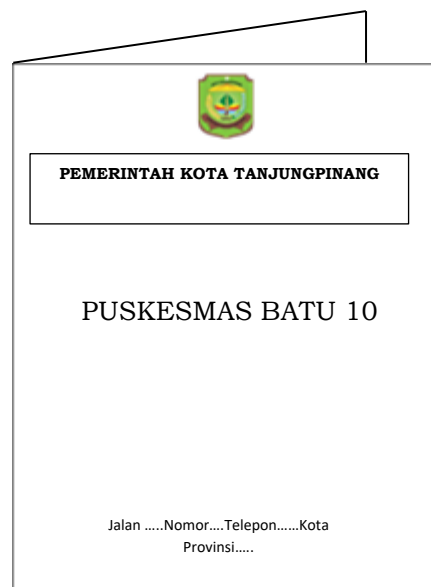 PEMERINTAH KOTA TANJUNGPINANG
PUSKESMAS BATU 10
Jalan .....Nomor....Telepon......Kota
Provinsi.....